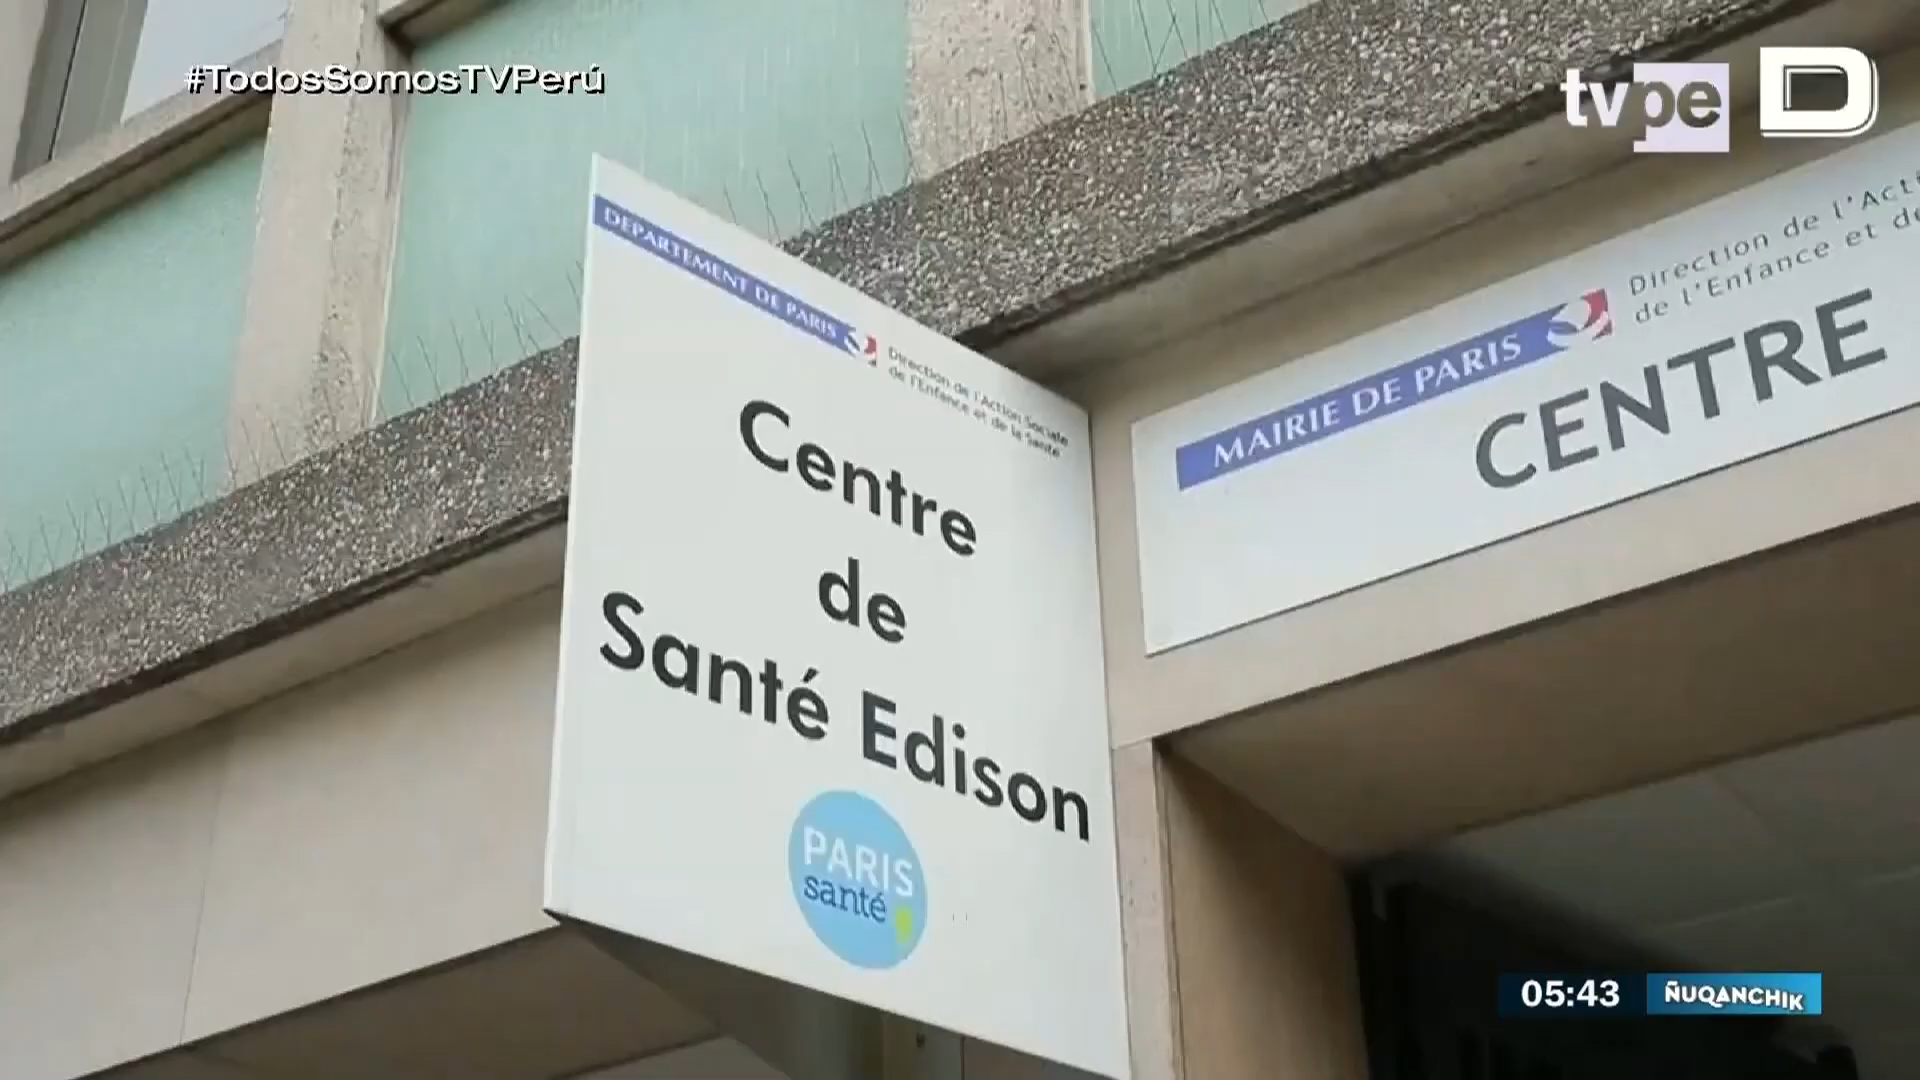 #TodosSomosTVPerú
tvpe D
DEPARTEMENT DE PARIS
Direction de l'Action Sociale
de l'Enfance et de la Santé
Centre
de
Santé Edison
PARIS
santé
MAIRIE DE PARIS
Direction de l'Acti
de l'Enfance et de
CENTRE
05:43
ÑUQANCHIK